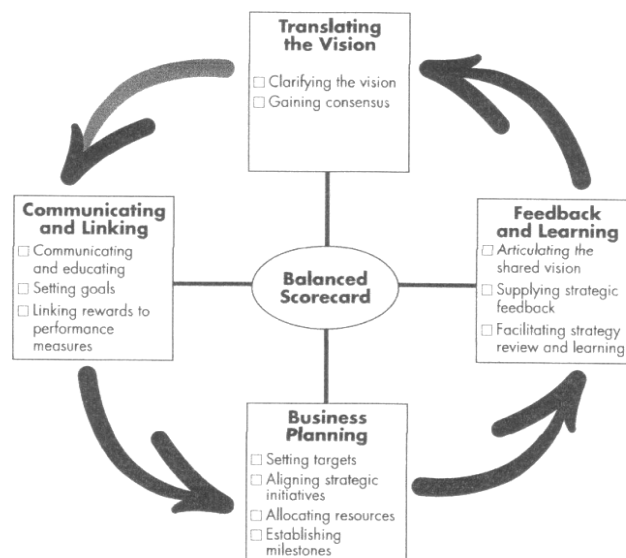 Translating
the Vision
☐ Clarifying the vision
☐ Gaining consensus
Communicating
and Linking
☐ Communicating
and educating
☐ Setting goals
☐ Linking rewards to
performance
measures
Balanced
Scorecard
Feedback
and Learning
☐ Articulating the
shared vision
☐ Supplying strategic
feedback
☐ Facilitating strategy
review and learning
Business
Planning
☐ Setting targets
☐ Aligning strategic
initiatives
☐ Allocating resources
☐ Establishing
milestones